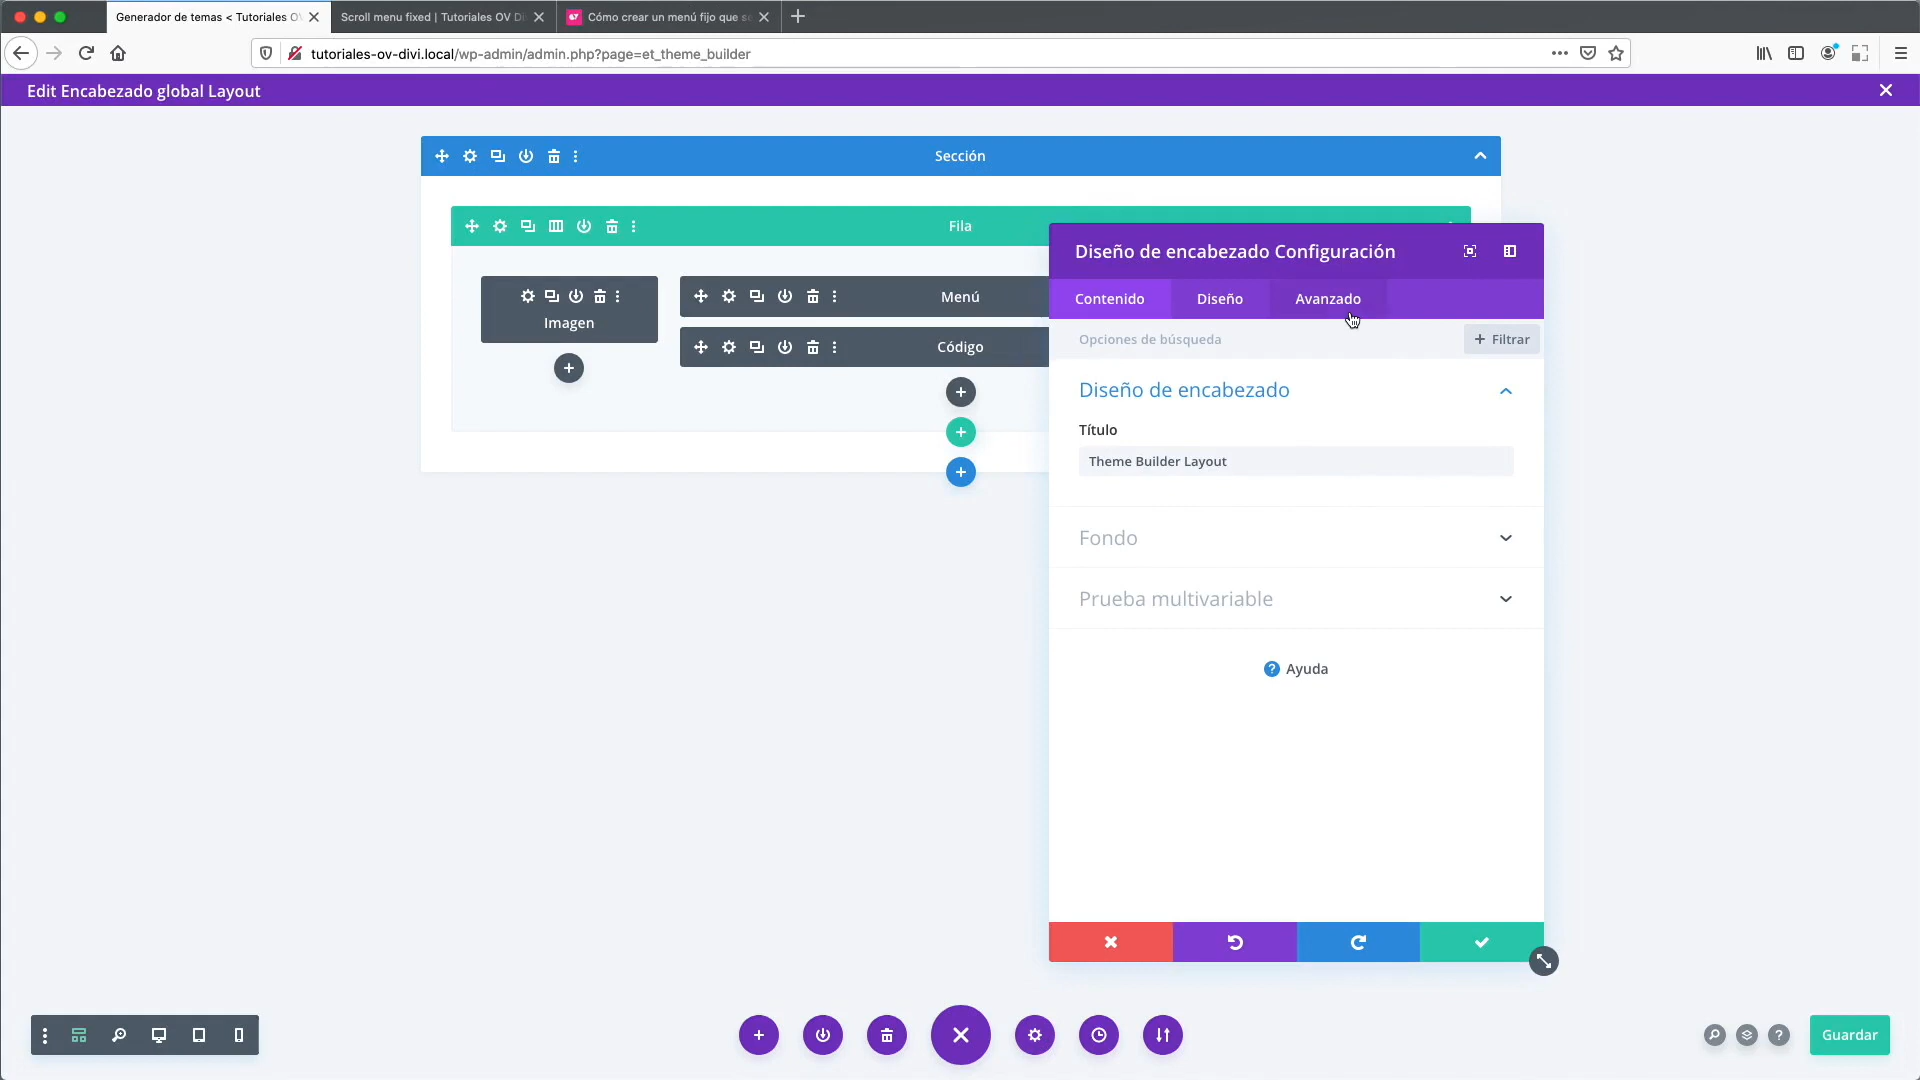 Generador de temas < Tutoriales OV
Scroll menu fixed | Tutoriales OV Di
Cómo crear un menú fijo que se
tutoriales-ov-divi.local/wp-admin/admin.php?page=et_theme_builder
Edit Encabezado global Layout
Sección
Fila
Imagen
Menú
Código
Diseño de encabezado Configuración
Contenido
Diseño
Avanzado
Opciones de búsqueda
+ Filtrar
Diseño de encabezado
Título
Theme Builder Layout
Fondo
Prueba multivariable
? Ayuda
Guardar